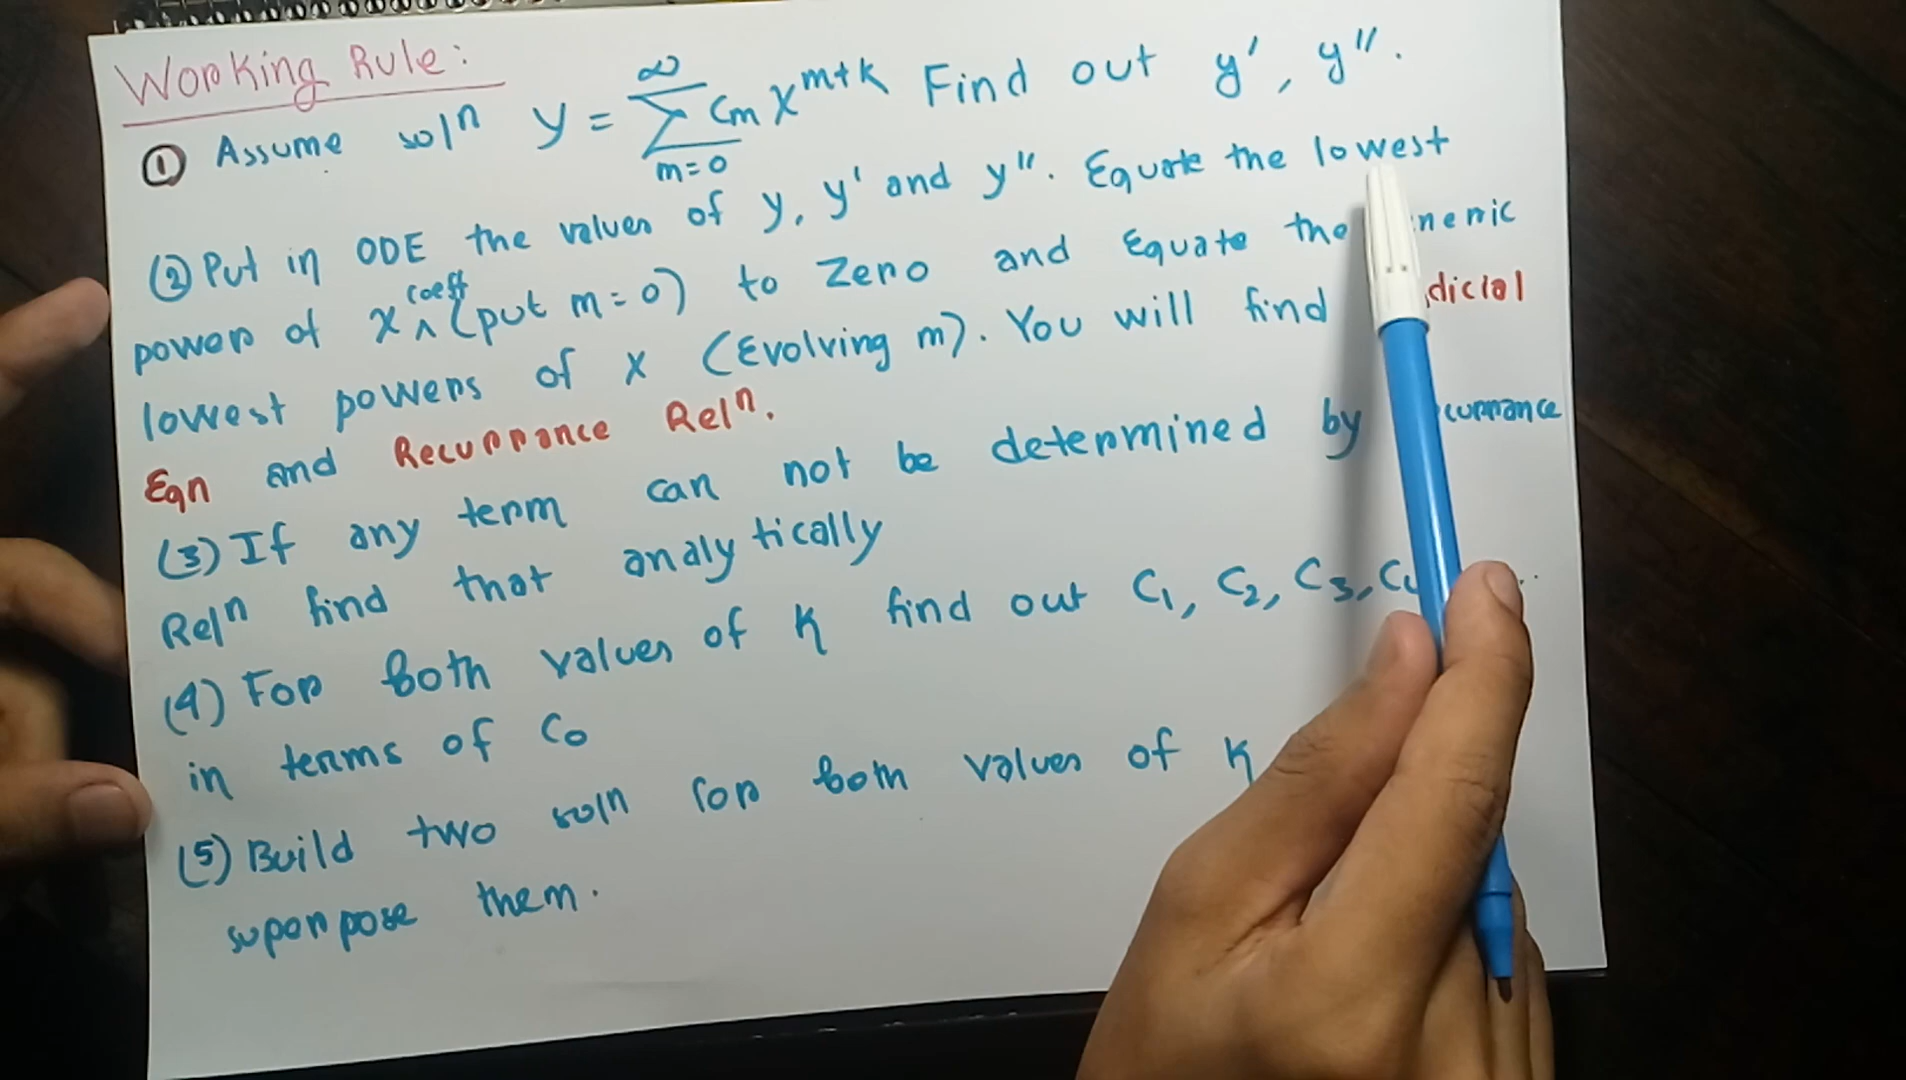 Working Rule:
① Assume solⁿ y = ∑_{m=0}^{∞} Cm x^{m+k} Find out y', y''.
(2) Put in ODE the values of y, y' and y''. Equate the lowest
power of x ^coeff (put m=0) to Zero and Equate the neric
lowest powers of x (Evolving m). You will find dicial
Eqn and Recurrance Relⁿ.
(3) If any term can not be determined by currance
Relⁿ find that analytically
(4) For both values of K find out C₁, C₂, C₃, C
in terms of C₀
(5) Build two solⁿ for both values of K
superpose them.